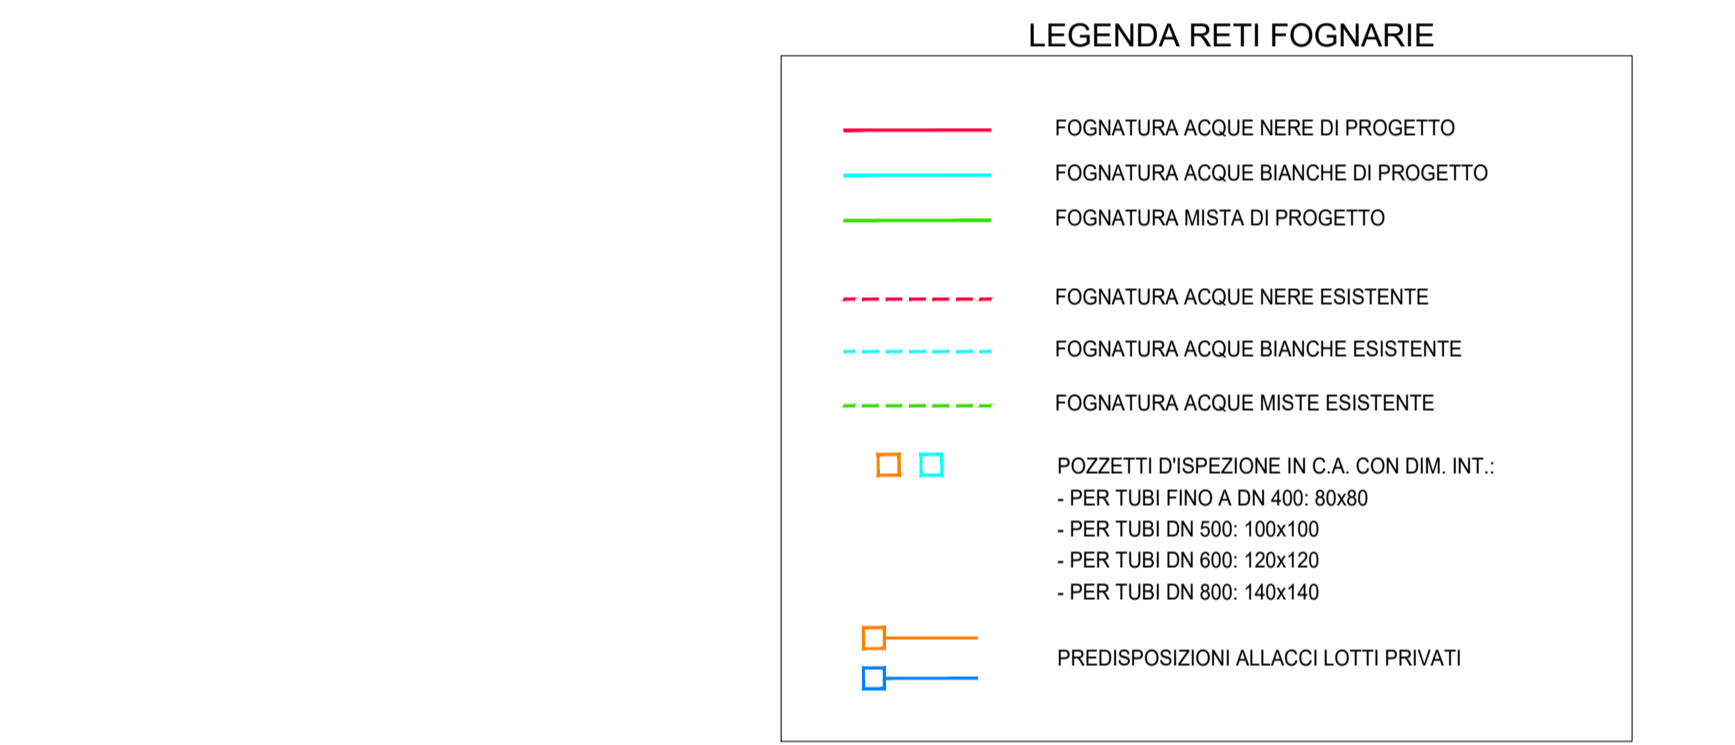 LEGENDA RETI FOGNARIE
FOGNATURA ACQUE NERE DI PROGETTO
FOGNATURA ACQUE BIANCHE DI PROGETTO
FOGNATURA MISTA DI PROGETTO
FOGNATURA ACQUE NERE ESISTENTE
FOGNATURA ACQUE BIANCHE ESISTENTE
FOGNATURA ACQUE MISTE ESISTENTE
POZZETTI D'ISPEZIONE IN C.A. CON DIM. INT.:
- PER TUBI FINO A DN 400: 80x80
- PER TUBI DN 500: 100x100
- PER TUBI DN 600: 120x120
- PER TUBI DN 800: 140x140
PREDISPOSIZIONI ALLACCI LOTTI PRIVATI